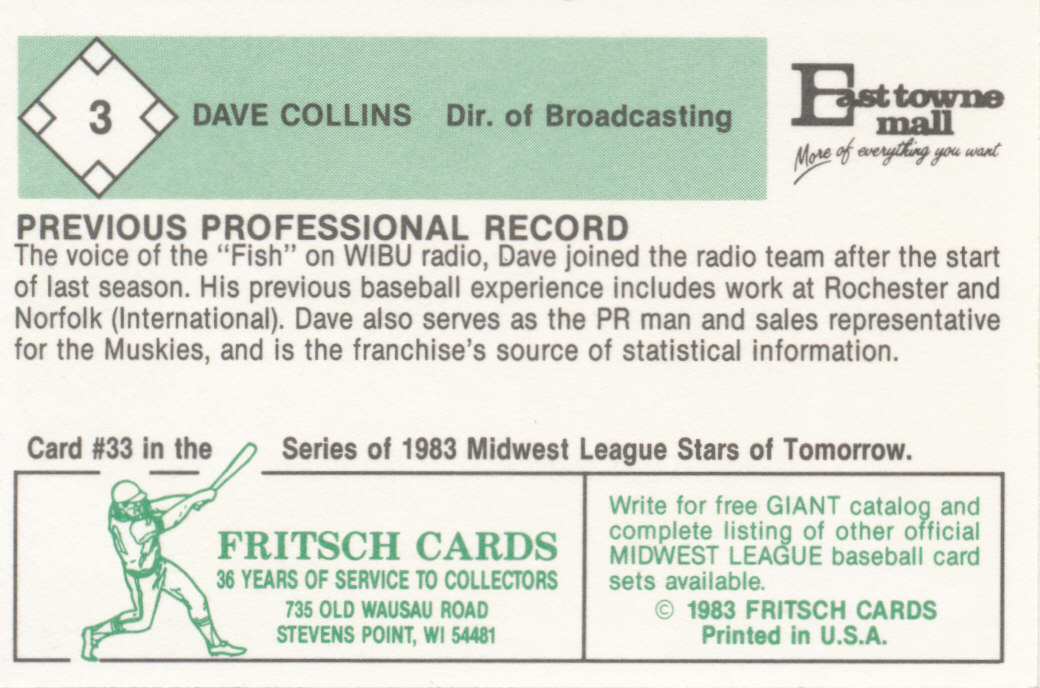 3
DAVE COLLINS Dir. of Broadcasting
East towne
mall
More of everything you want
PREVIOUS PROFESSIONAL RECORD
The voice of the “Fish” on WIBU radio, Dave joined the radio team after the start
of last season. His previous baseball experience includes work at Rochester and
Norfolk (International). Dave also serves as the PR man and sales representative
for the Muskies, and is the franchise’s source of statistical information.
Card #33 in the Series of 1983 Midwest League Stars of Tomorrow.
FRITSCH CARDS
36 YEARS OF SERVICE TO COLLECTORS
735 OLD WAUSAU ROAD
STEVENS POINT, WI 54481
Write for free GIANT catalog and
complete listing of other official
MIDWEST LEAGUE baseball card
sets available.
© 1983 FRITSCH CARDS
Printed in U.S.A.